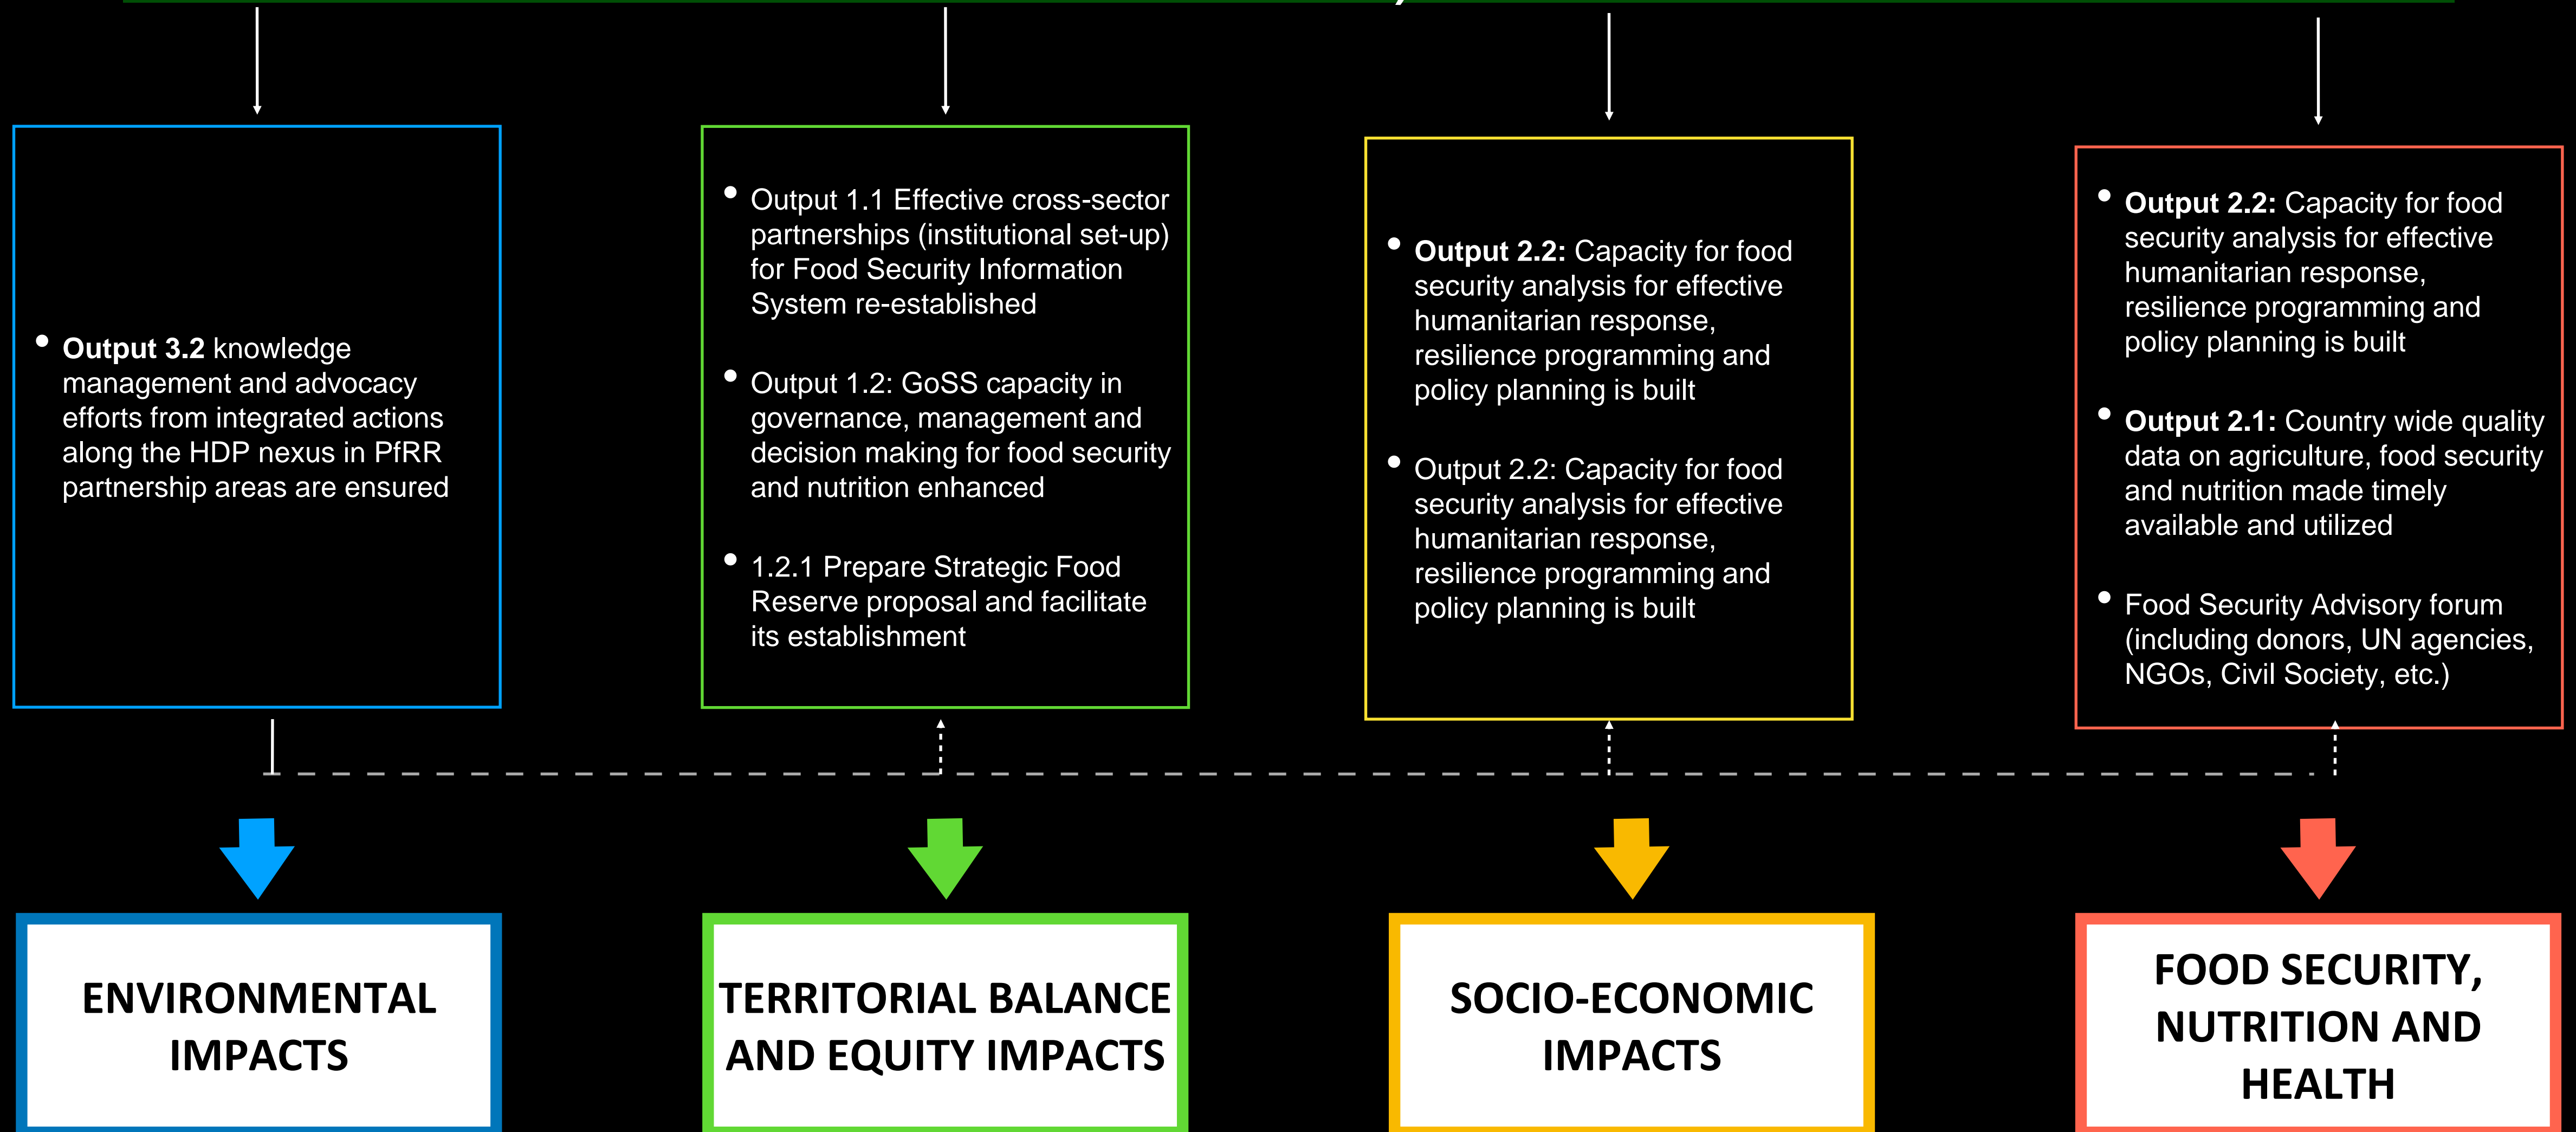 • Output 3.2 knowledge
management and advocacy
efforts from integrated actions
along the HDP nexus in PfRR
partnership areas are ensured
• Output 1.1 Effective cross-sector
partnerships (institutional set-up)
for Food Security Information
System re-established
• Output 1.2: GoSS capacity in
governance, management and
decision making for food security
and nutrition enhanced
• 1.2.1 Prepare Strategic Food
Reserve proposal and facilitate
its establishment
• Output 2.2: Capacity for food
security analysis for effective
humanitarian response,
resilience programming and
policy planning is built
• Output 2.2: Capacity for food
security analysis for effective
humanitarian response,
resilience programming and
policy planning is built
• Output 2.2: Capacity for food
security analysis for effective
humanitarian response,
resilience programming and
policy planning is built
• Output 2.1: Country wide quality
data on agriculture, food security
and nutrition made timely
available and utilized
• Food Security Advisory forum
(including donors, UN agencies,
NGOs, Civil Society, etc.)
ENVIRONMENTAL
IMPACTS
TERRITORIAL BALANCE
AND EQUITY IMPACTS
SOCIO-ECONOMIC
IMPACTS
FOOD SECURITY,
NUTRITION AND
HEALTH